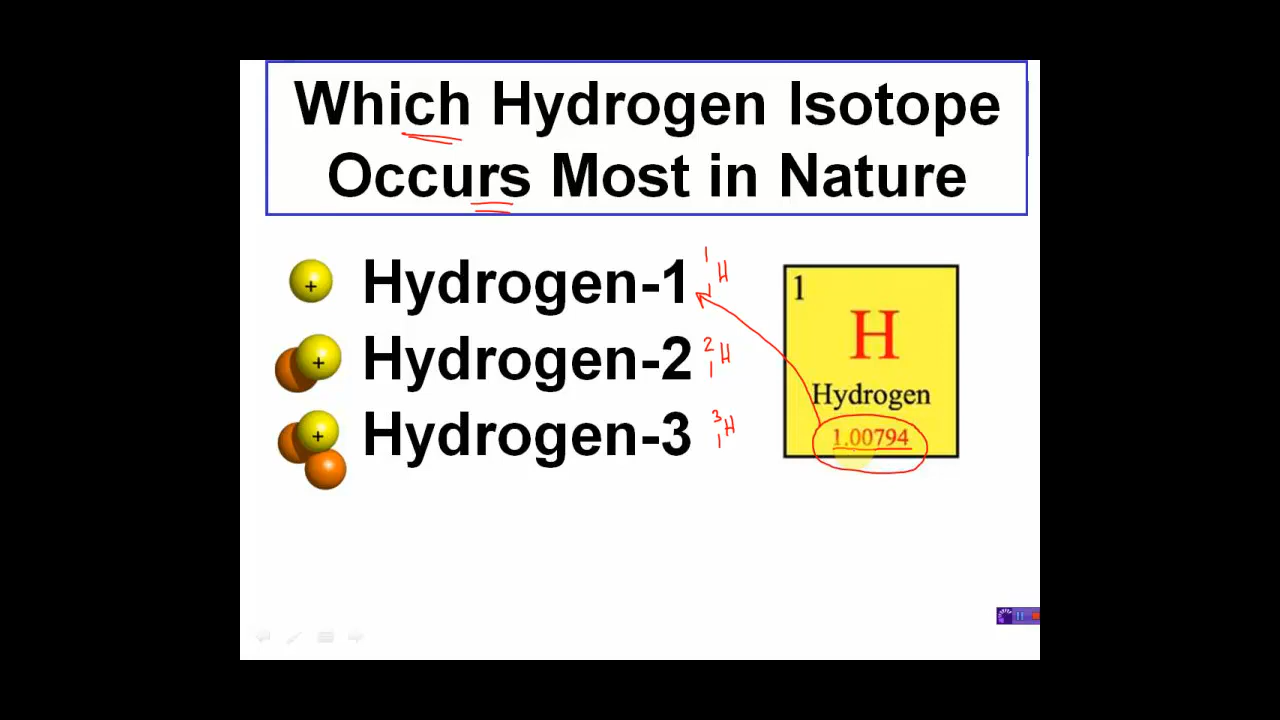 Which Hydrogen Isotope
Occurs Most in Nature
+ Hydrogen-1 1 1 H
+ Hydrogen-2 2 1 H
+ Hydrogen-3 3 1 H
1
H
Hydrogen
1.00794